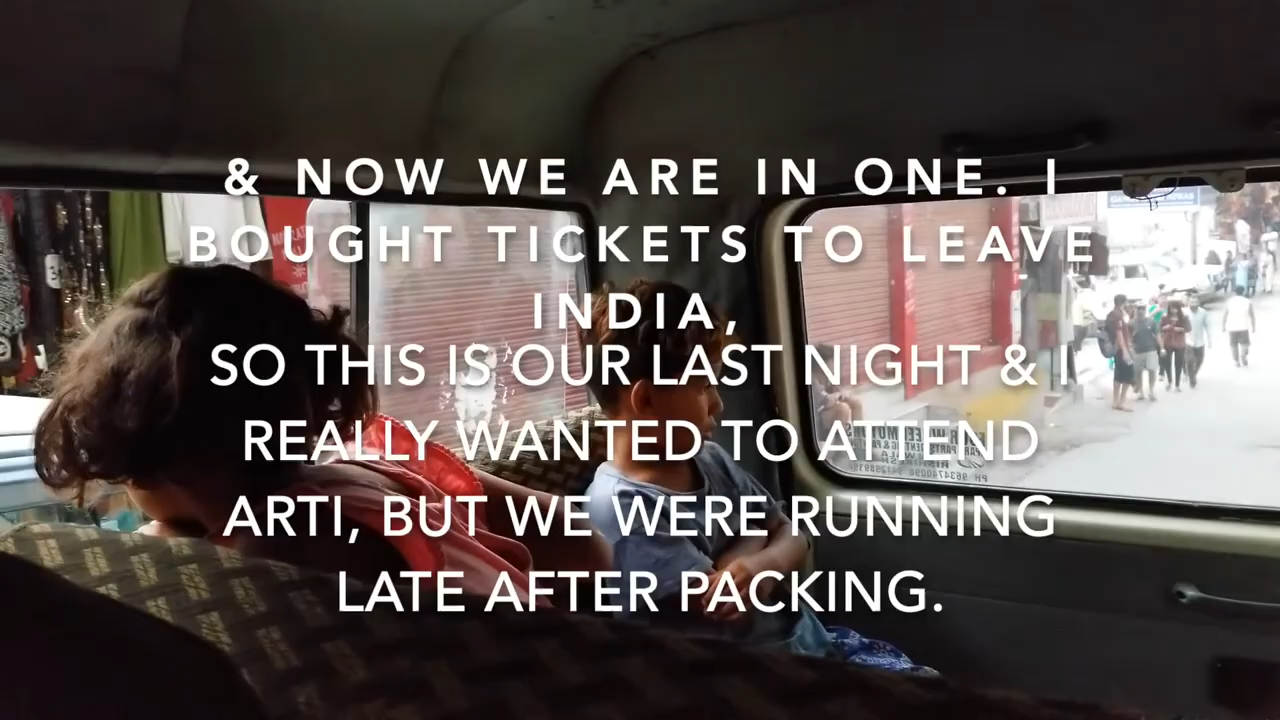 & NOW WE ARE IN ONE. I
BOUGHT TICKETS TO LEAVE
INDIA,
SO THIS IS OUR LAST NIGHT & I
REALLY WANTED TO ATTEND
ARTI, BUT WE WERE RUNNING
LATE AFTER PACKING.